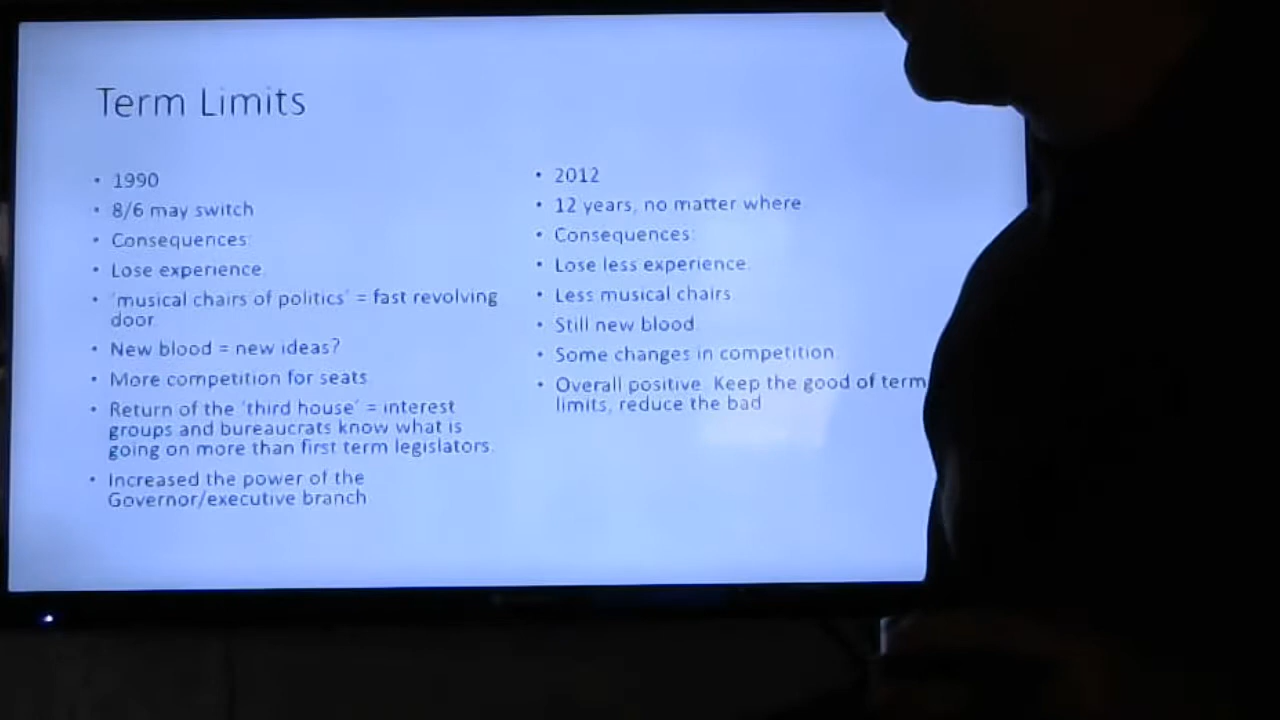 Term Limits
• 1990
• 8/6 may switch
• Consequences:
• Lose experience.
• 'musical chairs of politics' = fast revolving
door.
• New blood = new ideas?
• More competition for seats
• Return of the 'third house' = interest
groups and bureaucrats know what is
going on more than first term legislators.
• Increased the power of the
Governor/executive branch
• 2012
• 12 years, no matter where.
• Consequences:
• Lose less experience.
• Less musical chairs
• Still new blood.
• Some changes in competition.
• Overall positive. Keep the good of term
limits, reduce the bad